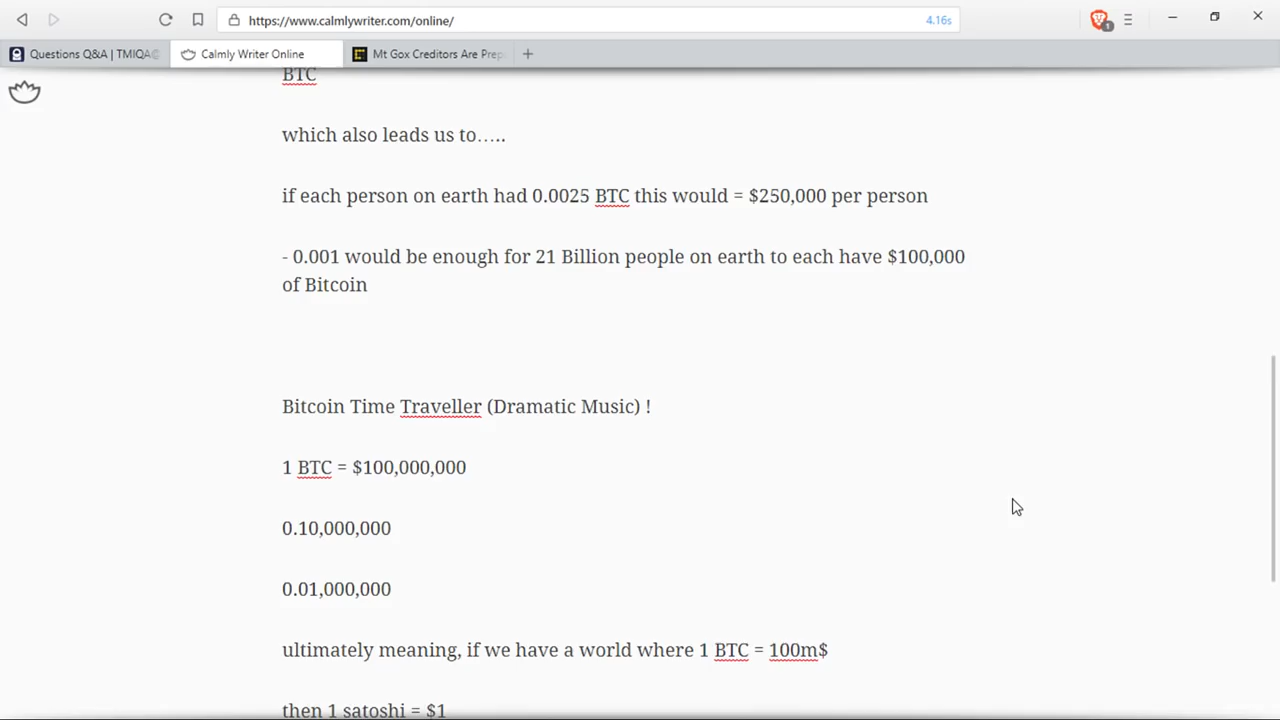 https://www.calmlywriter.com/online/
4.16s
1
Questions Q&A | TMIQA
Calmly Writer Online
Mt Gox Creditors Are Prep
BTC
which also leads us to…..
if each person on earth had 0.0025 BTC this would = $250,000 per person
- 0.001 would be enough for 21 Billion people on earth to each have $100,000
of Bitcoin
Bitcoin Time Traveller (Dramatic Music) !
1 BTC = $100,000,000
0.10,000,000
0.01,000,000
ultimately meaning, if we have a world where 1 BTC = 100m$
then 1 satoshi = $1